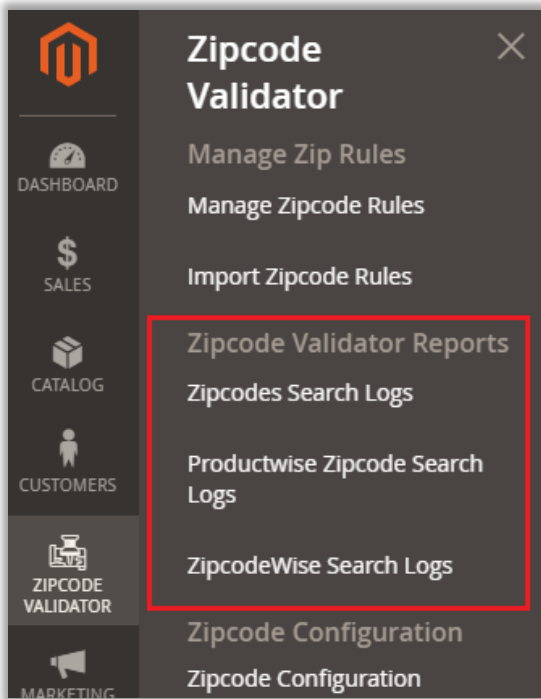 Zipcode
Validator
Manage Zip Rules
Manage Zipcode Rules
Import Zipcode Rules
Zipcode Validator Reports
Zipcodes Search Logs
Productwise Zipcode Search
Logs
ZipcodeWise Search Logs
Zipcode Configuration
Zipcode Configuration
DASHBOARD
$
SALES
CATALOG
CUSTOMERS
ZIPCODE
VALIDATOR
MARKETING